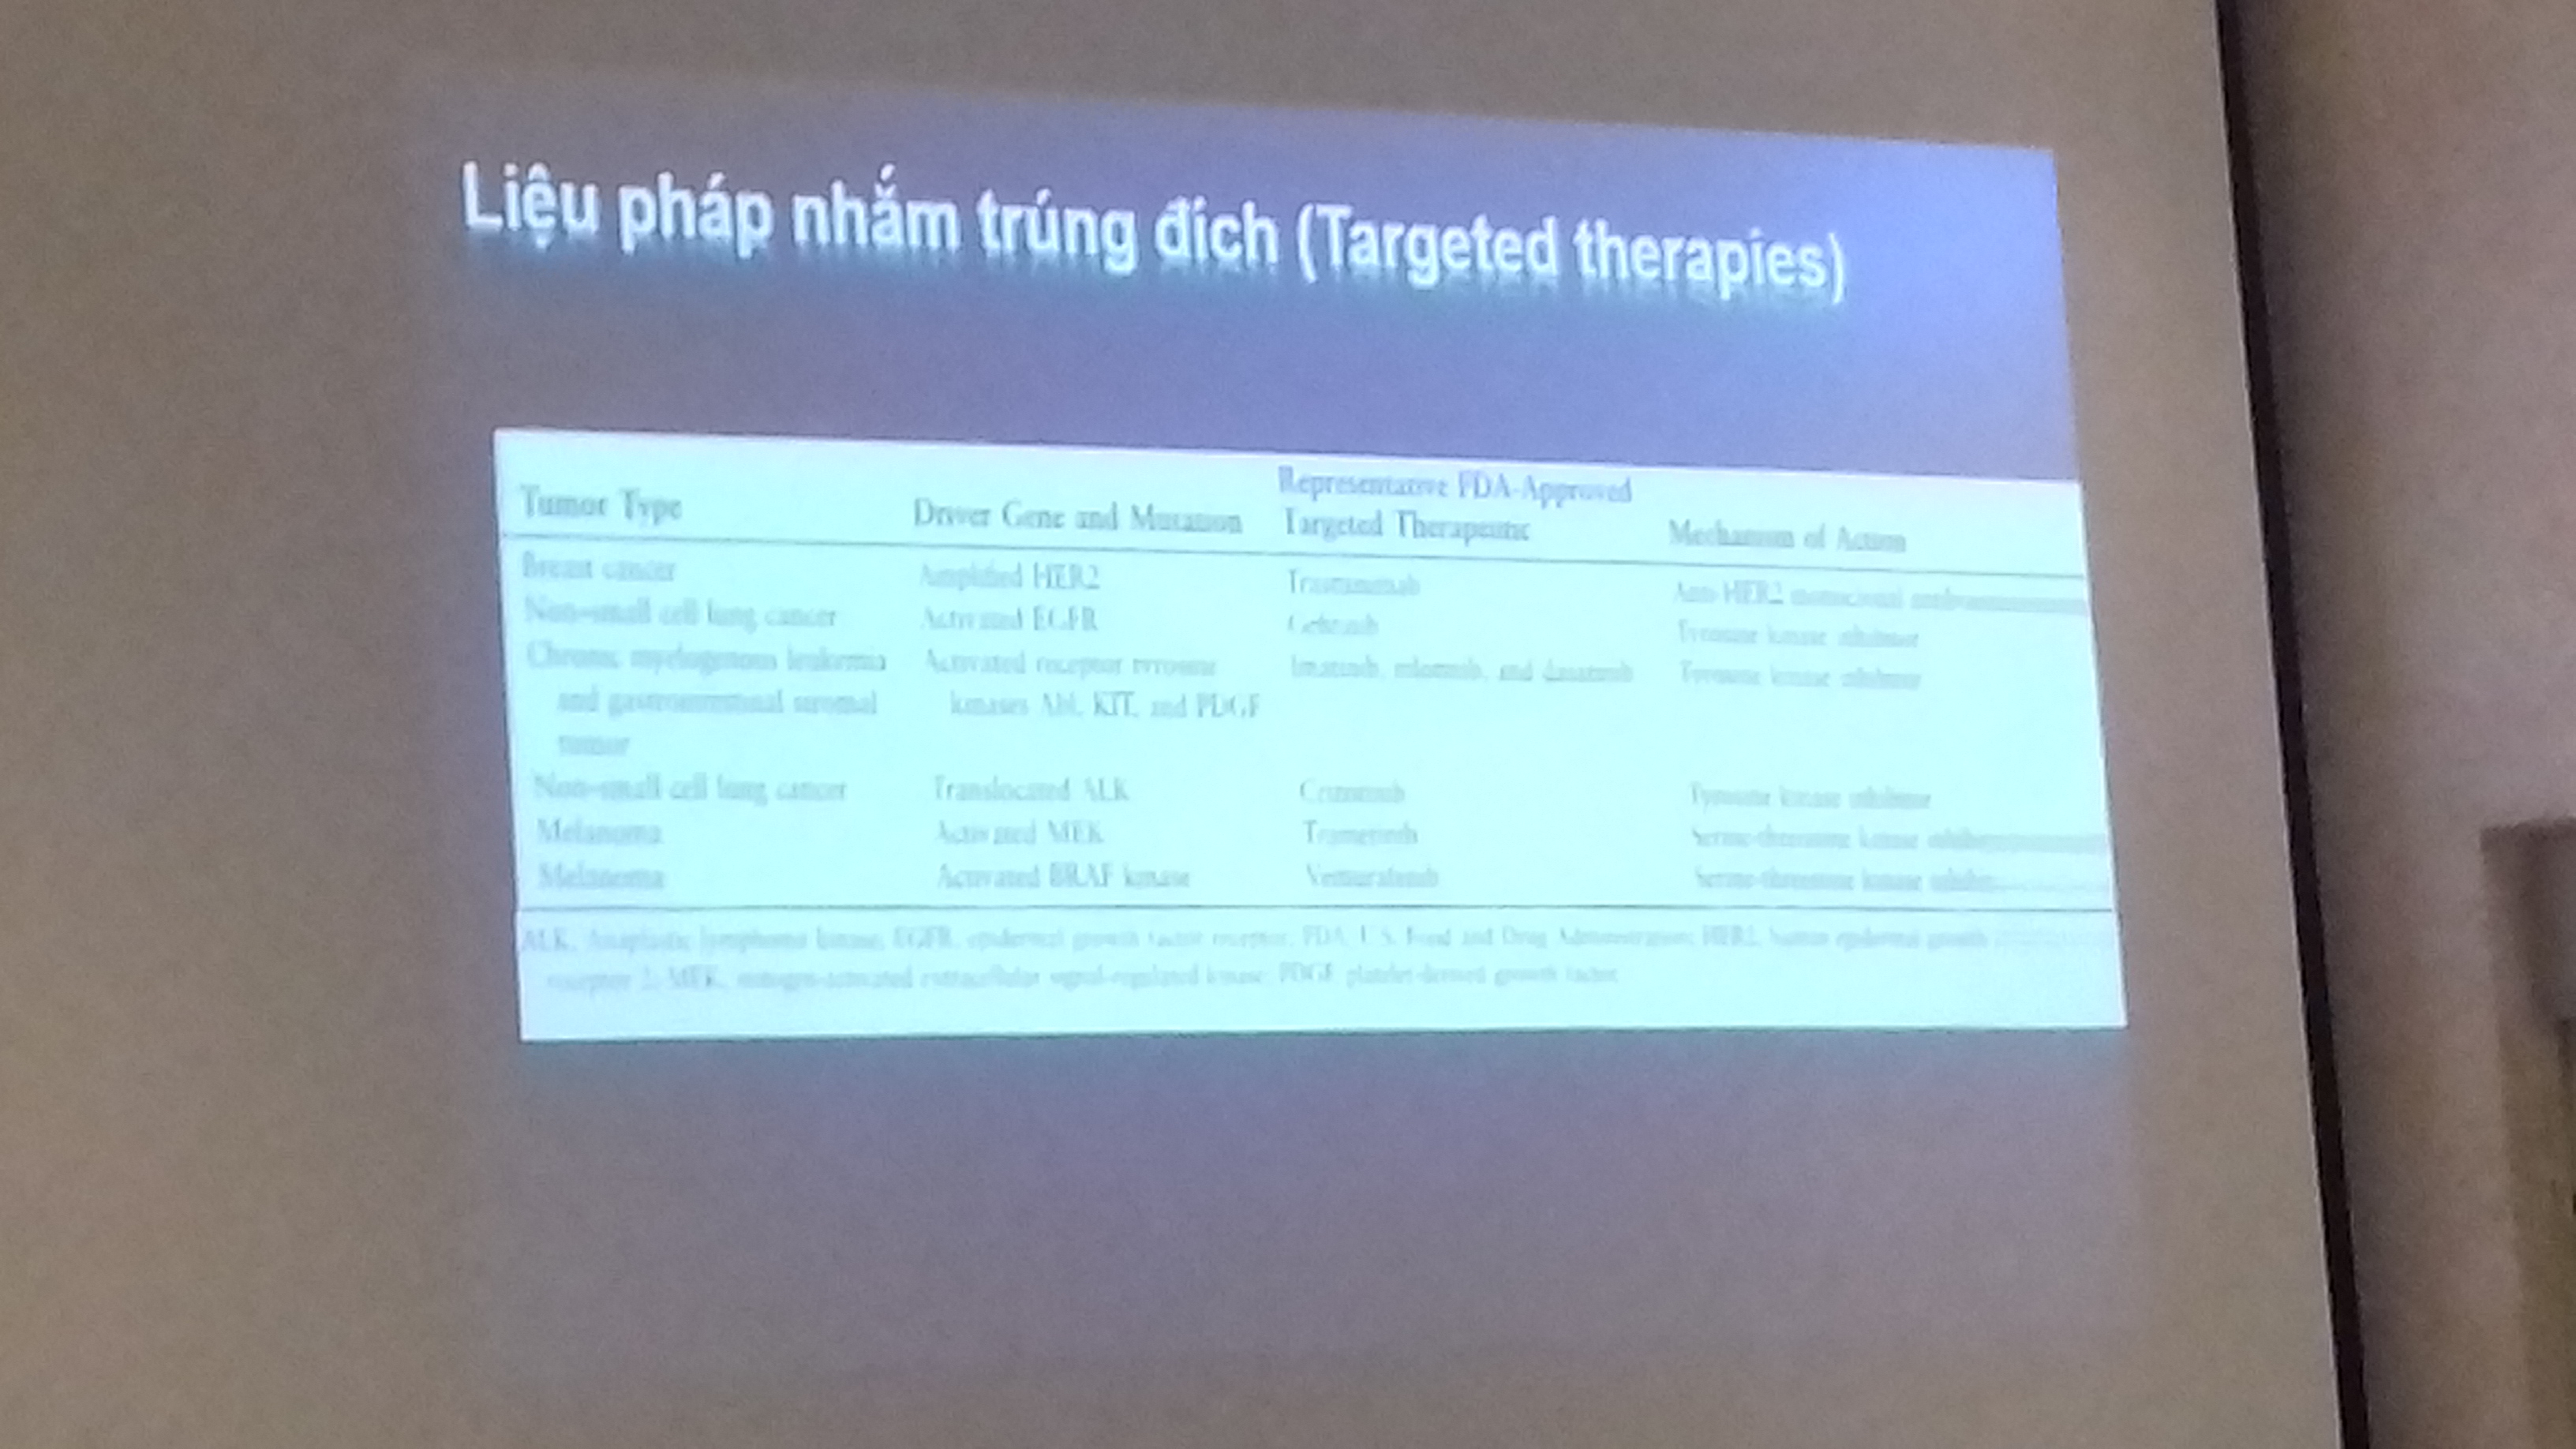 Liệu pháp nhắm trúng đích (Targeted therapies)
Tumor Type Driver Gene and Mutation Representative FDA-Approved Targeted Therapeutic Mechanism of Action
Breast cancer Amplified HER2 Trastuzumab Anti-HER2 monoclonal
Non-small cell lung cancer Activated EGFR Gefitinib Tyrosine kinase inhibitor
Chronic myelogenous leukemia Activated receptor tyrosine Imatinib, nilotinib, and dasatinib Tyrosine kinase inhibitor
and gastrointestinal stromal kinases Abl, KIT, and PDGF
tumor
Non-small cell lung cancer Translocated ALK Crizotinib Tyrosine kinase inhibitor
Melanoma Activated MEK Trametinib Serine-threonine kinase
Melanoma Activated BRAF kinase Vemurafenib Serine-threonine kinase
ALK, Anaplastic lymphoma kinase; EGFR, epidermal growth factor receptor; FDA, U.S. Food and Drug Administration; HER2, human epidermal growth
receptor 2; MEK, mitogen-activated extracellular signal-regulated kinase; PDGF, platelet-derived growth factor.